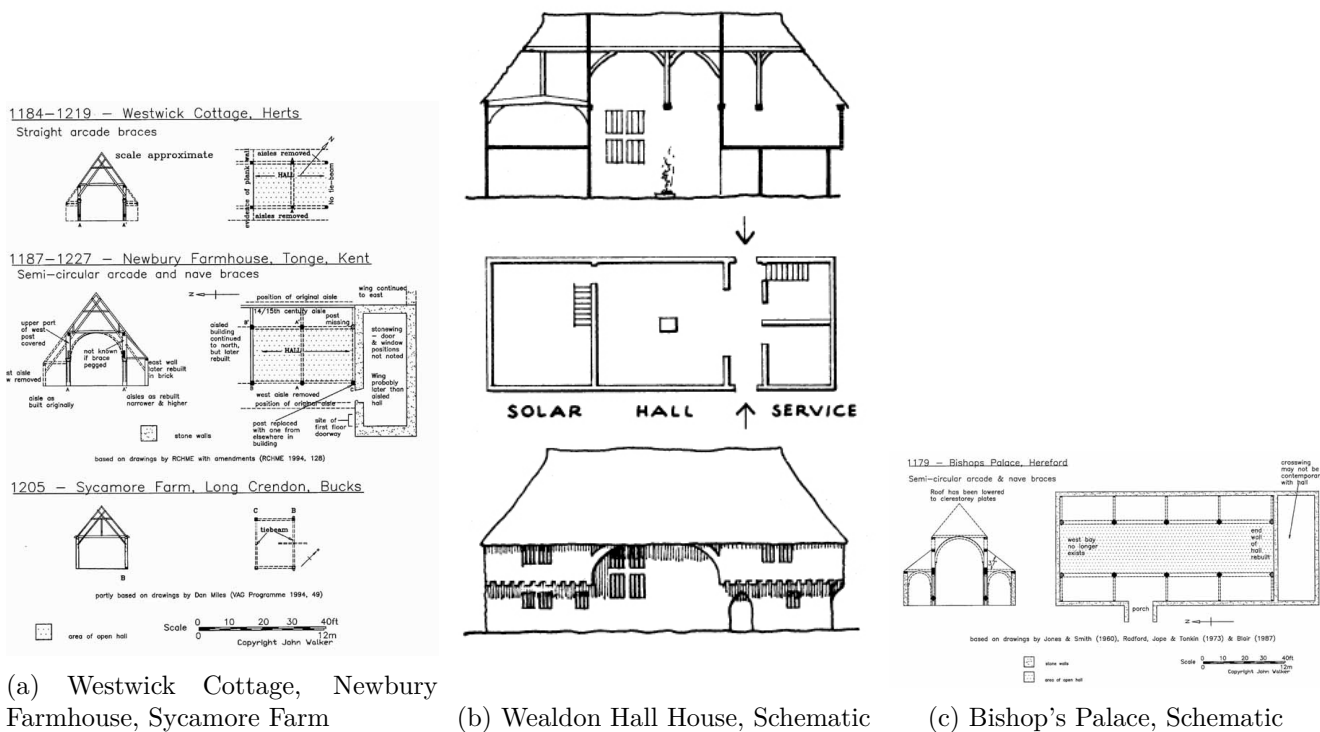 1184-1219 - Westwick Cottage, Herts
Straight arcade braces
scale approximate
evidence of plank wal
aisles removed
HALL
aisles removed
No tie-beam
N
A A'
A'
A
1187-1227 - Newbury Farmhouse, Tonge, Kent
Semi-circular arcade and nave braces
upper part
of west
post
covered
not known
if brace
pegged
east wall
later rebuilt
in brick
st aisle
w removed
A A'
aisle as
built originally
aisles as rebuilt
narrower & higher
N
position of original aisle
wing continued
to east
14/15th century aisle
post
missing
aisled
building
continued
to north,
but later
rebuilt
B'
A'
HALL
stonewing
- door
& window
positions
not noted
Wing
probably
later than
aisled
hall
B
A
C
west aisle removed
position of original aisle
post replaced
with one from
elsewhere in
building
site of
first floor
doorway
stone walls
based on drawings by RCHME with amendments (RCHME 1994, 128)
1205 - Sycamore Farm, Long Crendon, Bucks
B
C B
tiebeam
partly based on drawings by Dan Miles (VAG Programme 1994, 49)
area of open hall
Scale
0 10 20 30 40ft
0 12m
Copyright John Walker
(a) Westwick Cottage, Newbury
Farmhouse, Sycamore Farm
SOLAR HALL SERVICE
(b) Wealdon Hall House, Schematic
1179 - Bishops Palace, Hereford
Semi-circular arcade & nave braces
Roof has been lowered
to clerestorey plates
crosswing
may not be
contemporar
with hall
west bay
no longer
exists
end
wall
of
hall
rebuilt
porch
N
based on drawings by Jones & Smith (1960), Radford, Jope & Tonkin (1973) & Blair (1987)
stone walls
area of open hall
Scale
0 10 20 30 40ft
0 12m
Copyright John Walker
(c) Bishop's Palace, Schematic